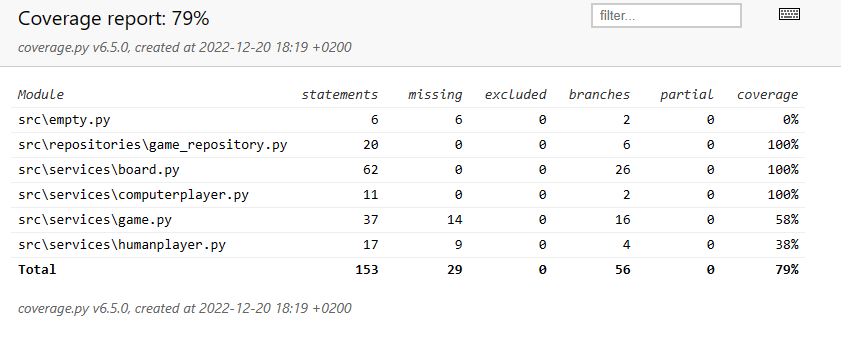 Coverage report: 79%
filter...
coverage.py v6.5.0, created at 2022-12-20 18:19 +0200
Module statements missing excluded branches partial coverage
src\empty.py 6 6 0 2 0 0%
src\repositories\game_repository.py 20 0 0 6 0 100%
src\services\board.py 62 0 0 26 0 100%
src\services\computerplayer.py 11 0 0 2 0 100%
src\services\game.py 37 14 0 16 0 58%
src\services\humanplayer.py 17 9 0 4 0 38%
Total 153 29 0 56 0 79%
coverage.py v6.5.0, created at 2022-12-20 18:19 +0200